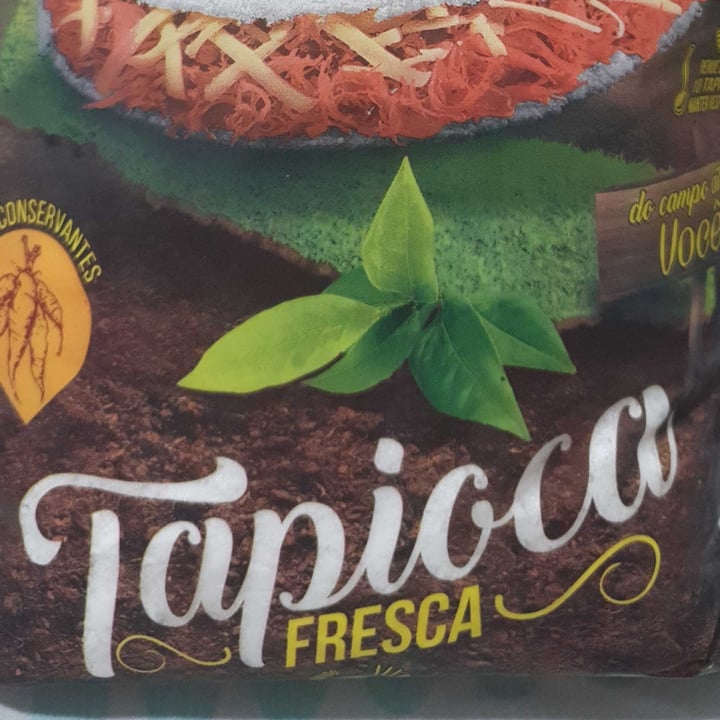 CONSERVANTES
do campo
Você
Tapioca
FRESCA